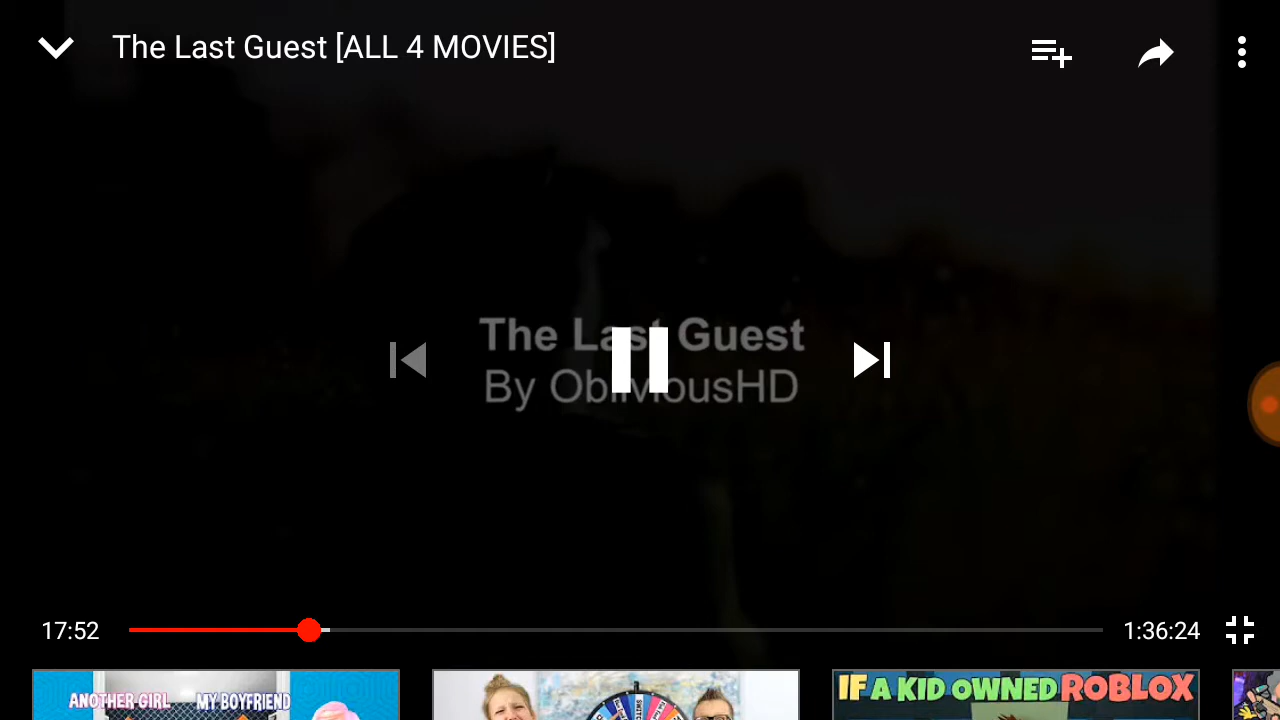 The Last Guest [ALL 4 MOVIES]
The Last Guest
By ObliviousHD
17:52
1:36:24
ANOTHER GIRL MY BOYFRIEND
SWITCH
IF A KID OWNED ROBLOX